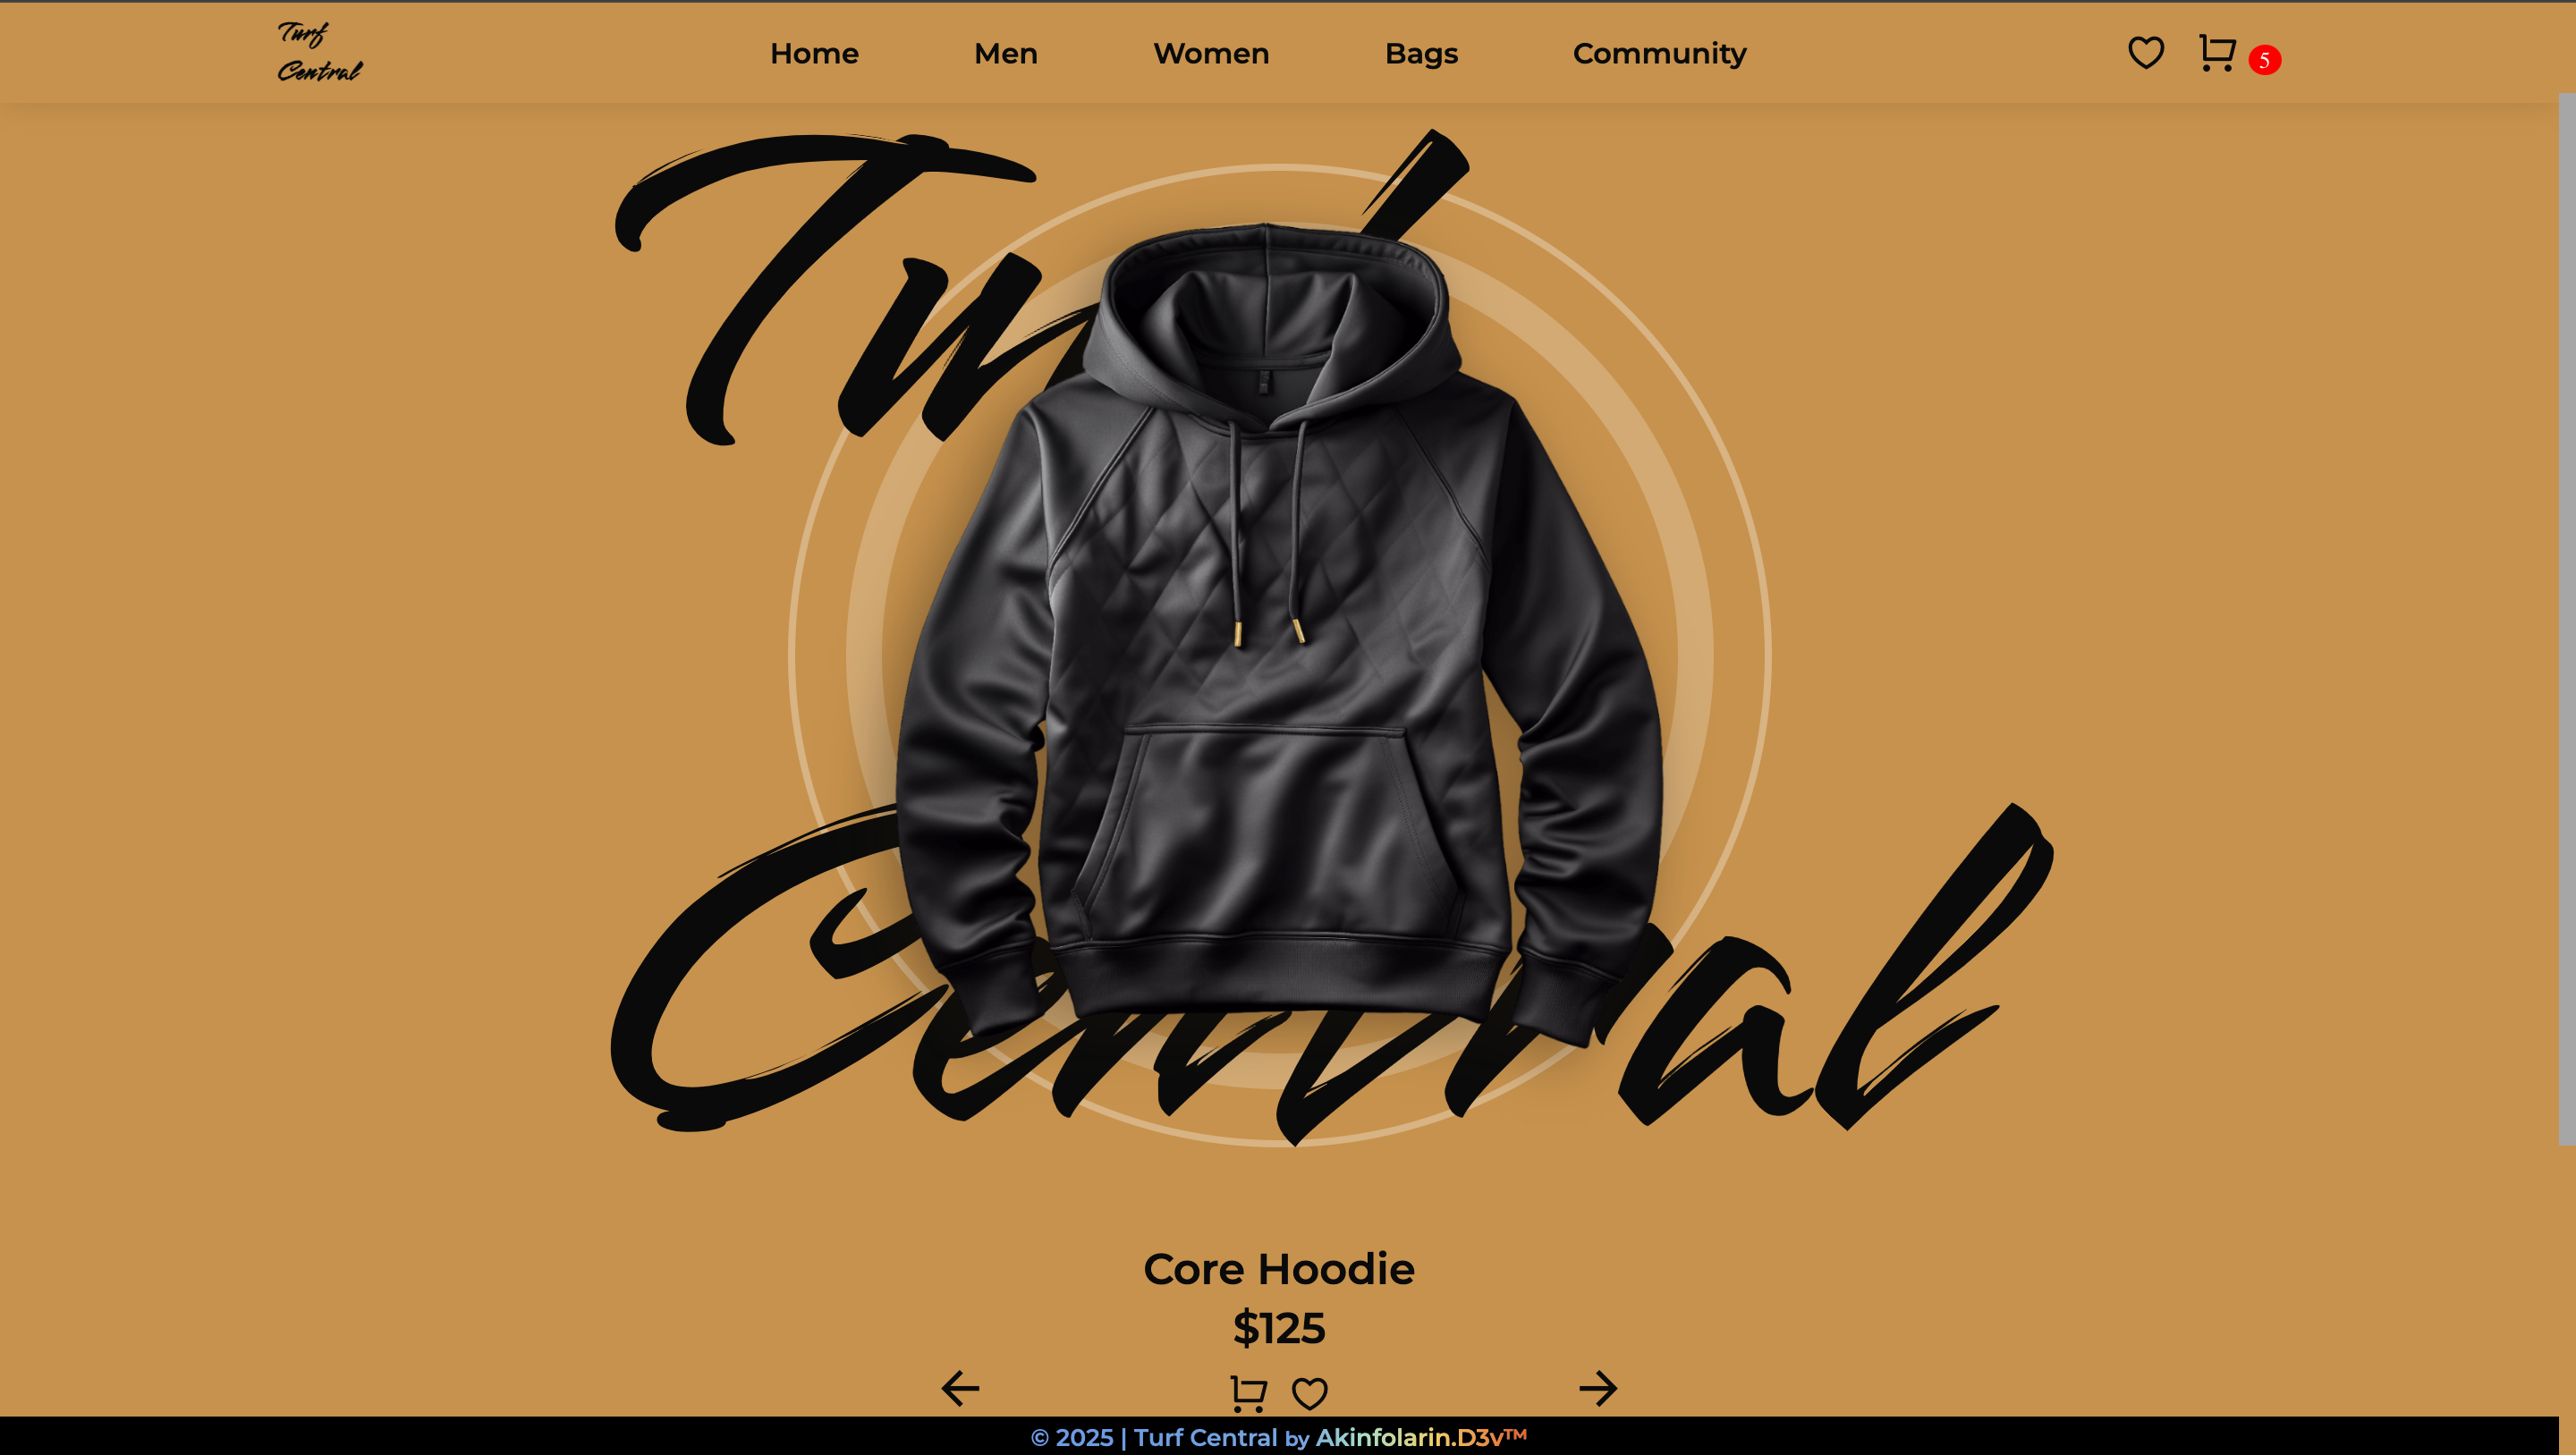 Turf
Central
Home Men Women Bags Community
5
Turf
Central
Core Hoodie
$125
© 2025 | Turf Central by Akinfolarin.D3v™